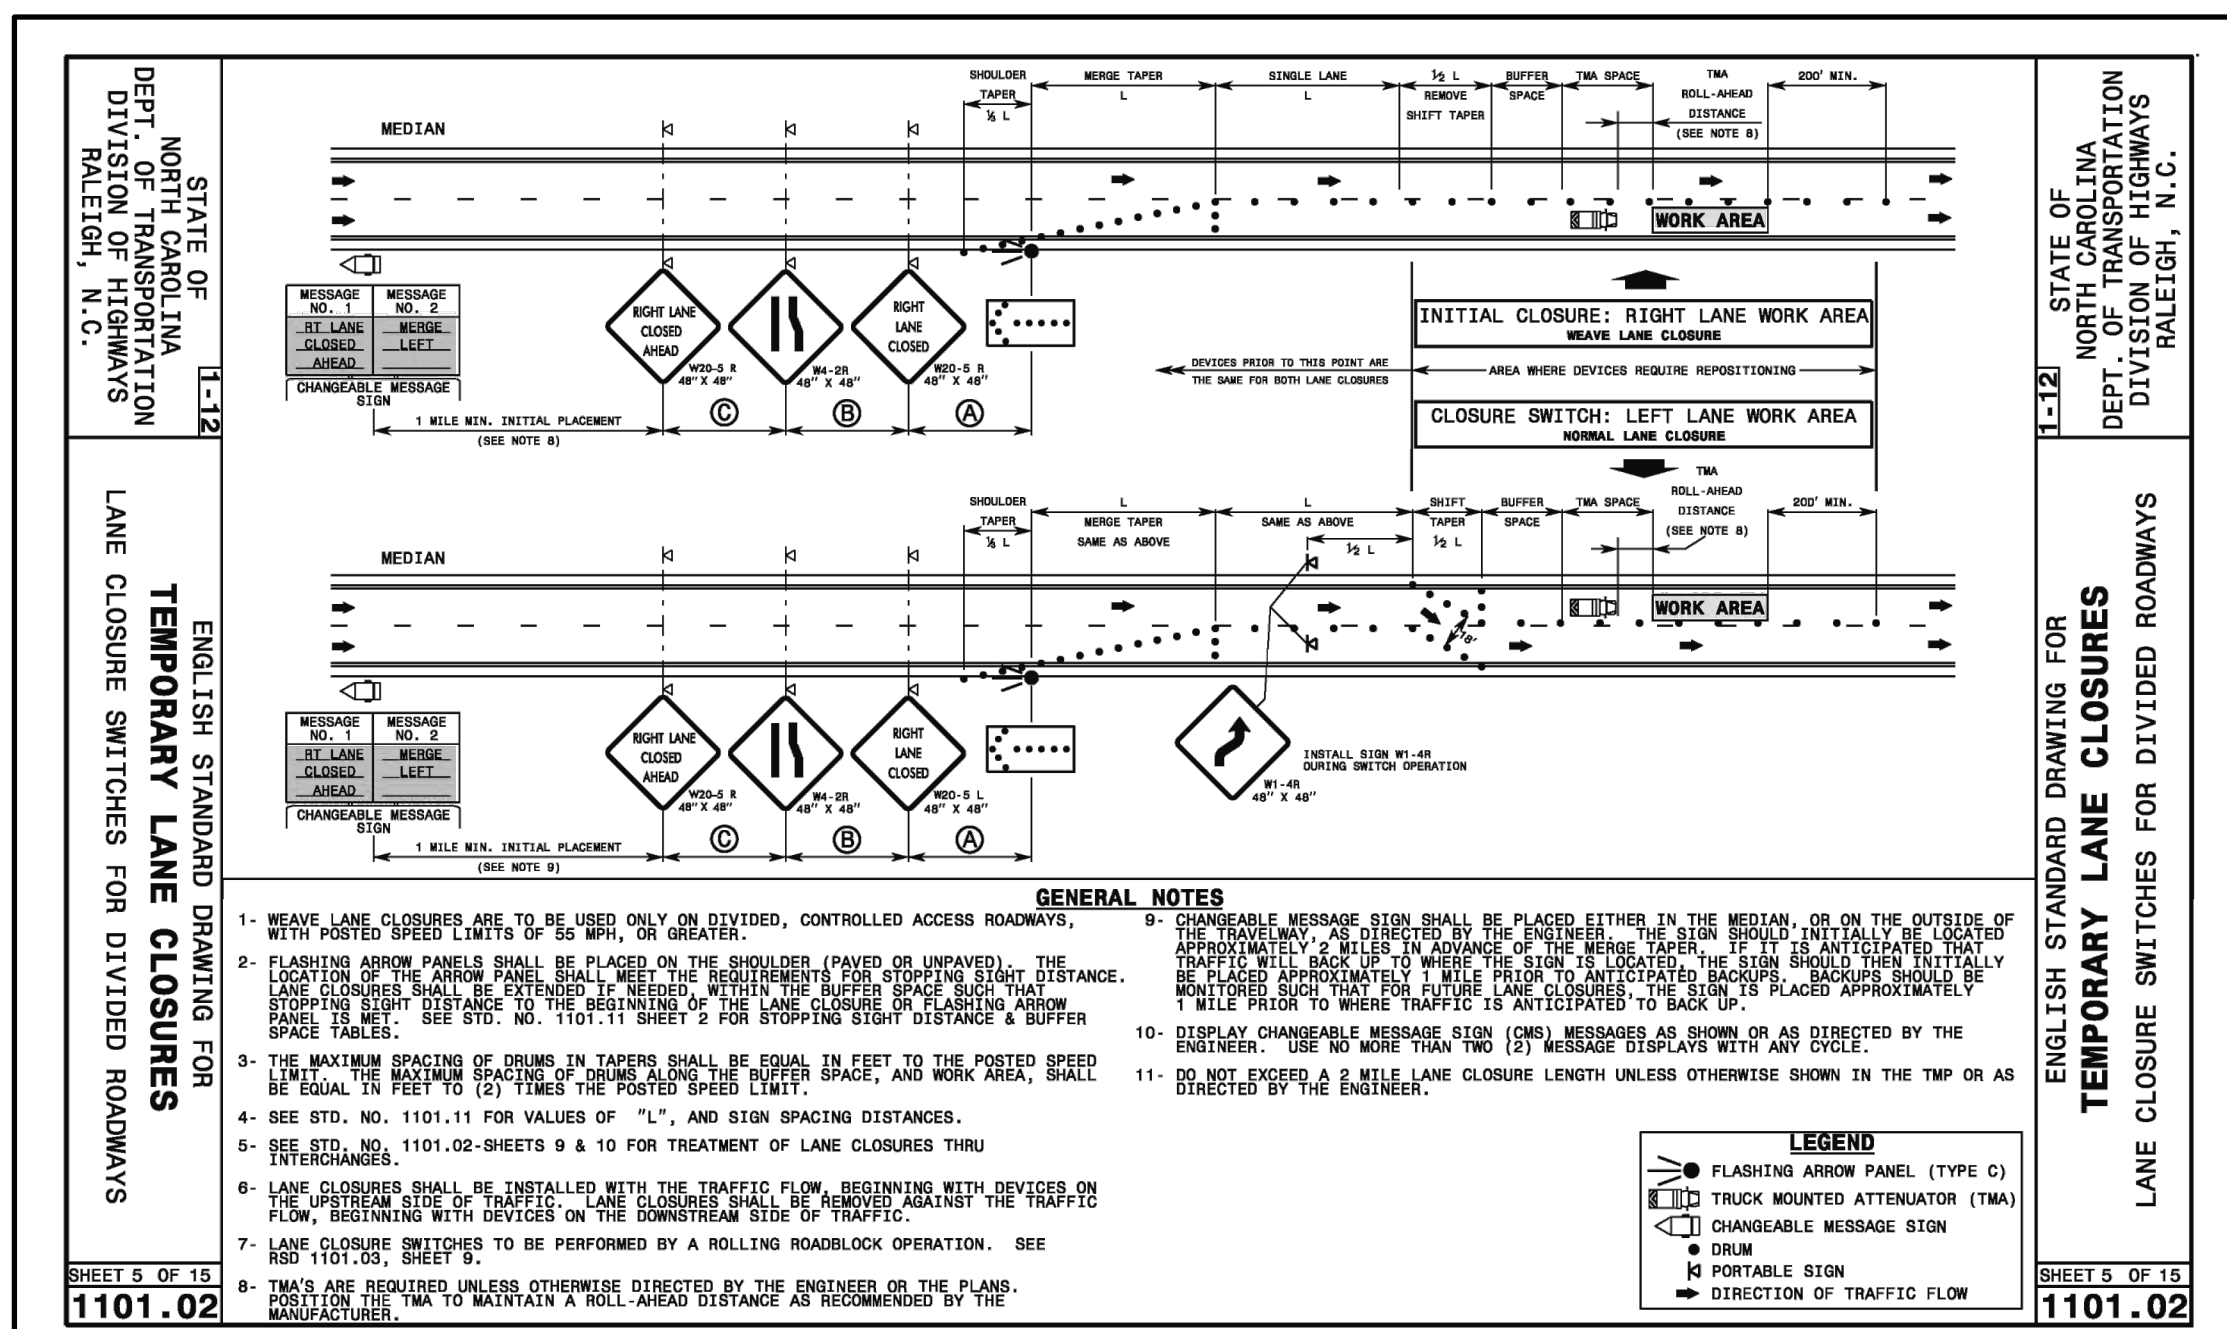 STATE OF
NORTH CAROLINA
DEPT. OF TRANSPORTATION
DIVISION OF HIGHWAYS
RALEIGH, N.C.
1-12
ENGLISH STANDARD DRAWING FOR
TEMPORARY LANE CLOSURES
LANE CLOSURE SWITCHES FOR DIVIDED ROADWAYS
SHEET 5 OF 15
1101.02
SHOULDER
TAPER
⅓ L
MERGE TAPER
L
SINGLE LANE
L
½ L
REMOVE
SHIFT TAPER
BUFFER
SPACE
TMA SPACE
TMA
ROLL-AHEAD
DISTANCE
(SEE NOTE 8)
200' MIN.
MEDIAN
WORK AREA
MESSAGE
NO. 1
MESSAGE
NO. 2
RT LANE
CLOSED
AHEAD
MERGE
LEFT
CHANGEABLE MESSAGE
SIGN
RIGHT LANE
CLOSED
AHEAD
W20-5 R
48" X 48"
W4-2R
48" X 48"
RIGHT
LANE
CLOSED
W20-5 R
48" X 48"
C
B
A
1 MILE MIN. INITIAL PLACEMENT
(SEE NOTE 8)
INITIAL CLOSURE: RIGHT LANE WORK AREA
WEAVE LANE CLOSURE
DEVICES PRIOR TO THIS POINT ARE
THE SAME FOR BOTH LANE CLOSURES
AREA WHERE DEVICES REQUIRE REPOSITIONING
CLOSURE SWITCH: LEFT LANE WORK AREA
NORMAL LANE CLOSURE
SHOULDER
TAPER
⅓ L
L
MERGE TAPER
SAME AS ABOVE
L
SAME AS ABOVE
½ L
SHIFT
TAPER
½ L
BUFFER
SPACE
TMA SPACE
TMA
ROLL-AHEAD
DISTANCE
(SEE NOTE 8)
200' MIN.
MEDIAN
18'
WORK AREA
MESSAGE
NO. 1
MESSAGE
NO. 2
RT LANE
CLOSED
AHEAD
MERGE
LEFT
CHANGEABLE MESSAGE
SIGN
RIGHT LANE
CLOSED
AHEAD
W20-5 R
48" X 48"
W4-2R
48" X 48"
RIGHT
LANE
CLOSED
W20-5 L
48" X 48"
W1-4R
48" X 48"
INSTALL SIGN W1-4R
DURING SWITCH OPERATION
C
B
A
1 MILE MIN. INITIAL PLACEMENT
(SEE NOTE 9)
GENERAL NOTES
1- WEAVE LANE CLOSURES ARE TO BE USED ONLY ON DIVIDED, CONTROLLED ACCESS ROADWAYS,
WITH POSTED SPEED LIMITS OF 55 MPH, OR GREATER.
2- FLASHING ARROW PANELS SHALL BE PLACED ON THE SHOULDER (PAVED OR UNPAVED). THE
LOCATION OF THE ARROW PANEL SHALL MEET THE REQUIREMENTS FOR STOPPING SIGHT DISTANCE.
LANE CLOSURES SHALL BE EXTENDED IF NEEDED, WITHIN THE BUFFER SPACE SUCH THAT
STOPPING SIGHT DISTANCE TO THE BEGINNING OF THE LANE CLOSURE OR FLASHING ARROW
PANEL IS MET. SEE STD. NO. 1101.11 SHEET 2 FOR STOPPING SIGHT DISTANCE & BUFFER
SPACE TABLES.
3- THE MAXIMUM SPACING OF DRUMS IN TAPERS SHALL BE EQUAL IN FEET TO THE POSTED SPEED
LIMIT. THE MAXIMUM SPACING OF DRUMS ALONG THE BUFFER SPACE, AND WORK AREA, SHALL
BE EQUAL IN FEET TO (2) TIMES THE POSTED SPEED LIMIT.
4- SEE STD. NO. 1101.11 FOR VALUES OF "L", AND SIGN SPACING DISTANCES.
5- SEE STD. NO. 1101.02-SHEETS 9 & 10 FOR TREATMENT OF LANE CLOSURES THRU
INTERCHANGES.
6- LANE CLOSURES SHALL BE INSTALLED WITH THE TRAFFIC FLOW, BEGINNING WITH DEVICES ON
THE UPSTREAM SIDE OF TRAFFIC. LANE CLOSURES SHALL BE REMOVED AGAINST THE TRAFFIC
FLOW, BEGINNING WITH DEVICES ON THE DOWNSTREAM SIDE OF TRAFFIC.
7- LANE CLOSURE SWITCHES TO BE PERFORMED BY A ROLLING ROADBLOCK OPERATION. SEE
RSD 1101.03, SHEET 9.
8- TMA'S ARE REQUIRED UNLESS OTHERWISE DIRECTED BY THE ENGINEER OR THE PLANS.
POSITION THE TMA TO MAINTAIN A ROLL-AHEAD DISTANCE AS RECOMMENDED BY THE
MANUFACTURER.
9- CHANGEABLE MESSAGE SIGN SHALL BE PLACED EITHER IN THE MEDIAN, OR ON THE OUTSIDE OF
THE TRAVELWAY, AS DIRECTED BY THE ENGINEER. THE SIGN SHOULD INITIALLY BE LOCATED
APPROXIMATELY 2 MILES IN ADVANCE OF THE MERGE TAPER. IF IT IS ANTICIPATED THAT
TRAFFIC WILL BACK UP TO WHERE THE SIGN IS LOCATED, THE SIGN SHOULD THEN INITIALLY
BE PLACED APPROXIMATELY 1 MILE PRIOR TO ANTICIPATED BACKUPS. BACKUPS SHOULD BE
MONITORED SUCH THAT FOR FUTURE LANE CLOSURES, THE SIGN IS PLACED APPROXIMATELY
1 MILE PRIOR TO WHERE TRAFFIC IS ANTICIPATED TO BACK UP.
10- DISPLAY CHANGEABLE MESSAGE SIGN (CMS) MESSAGES AS SHOWN OR AS DIRECTED BY THE
ENGINEER. USE NO MORE THAN TWO (2) MESSAGE DISPLAYS WITH ANY CYCLE.
11- DO NOT EXCEED A 2 MILE LANE CLOSURE LENGTH UNLESS OTHERWISE SHOWN IN THE TMP OR AS
DIRECTED BY THE ENGINEER.
LEGEND
FLASHING ARROW PANEL (TYPE C)
TRUCK MOUNTED ATTENUATOR (TMA)
CHANGEABLE MESSAGE SIGN
DRUM
PORTABLE SIGN
DIRECTION OF TRAFFIC FLOW
STATE OF
NORTH CAROLINA
DEPT. OF TRANSPORTATION
DIVISION OF HIGHWAYS
RALEIGH, N.C.
1-12
ENGLISH STANDARD DRAWING FOR
TEMPORARY LANE CLOSURES
LANE CLOSURE SWITCHES FOR DIVIDED ROADWAYS
SHEET 5 OF 15
1101.02